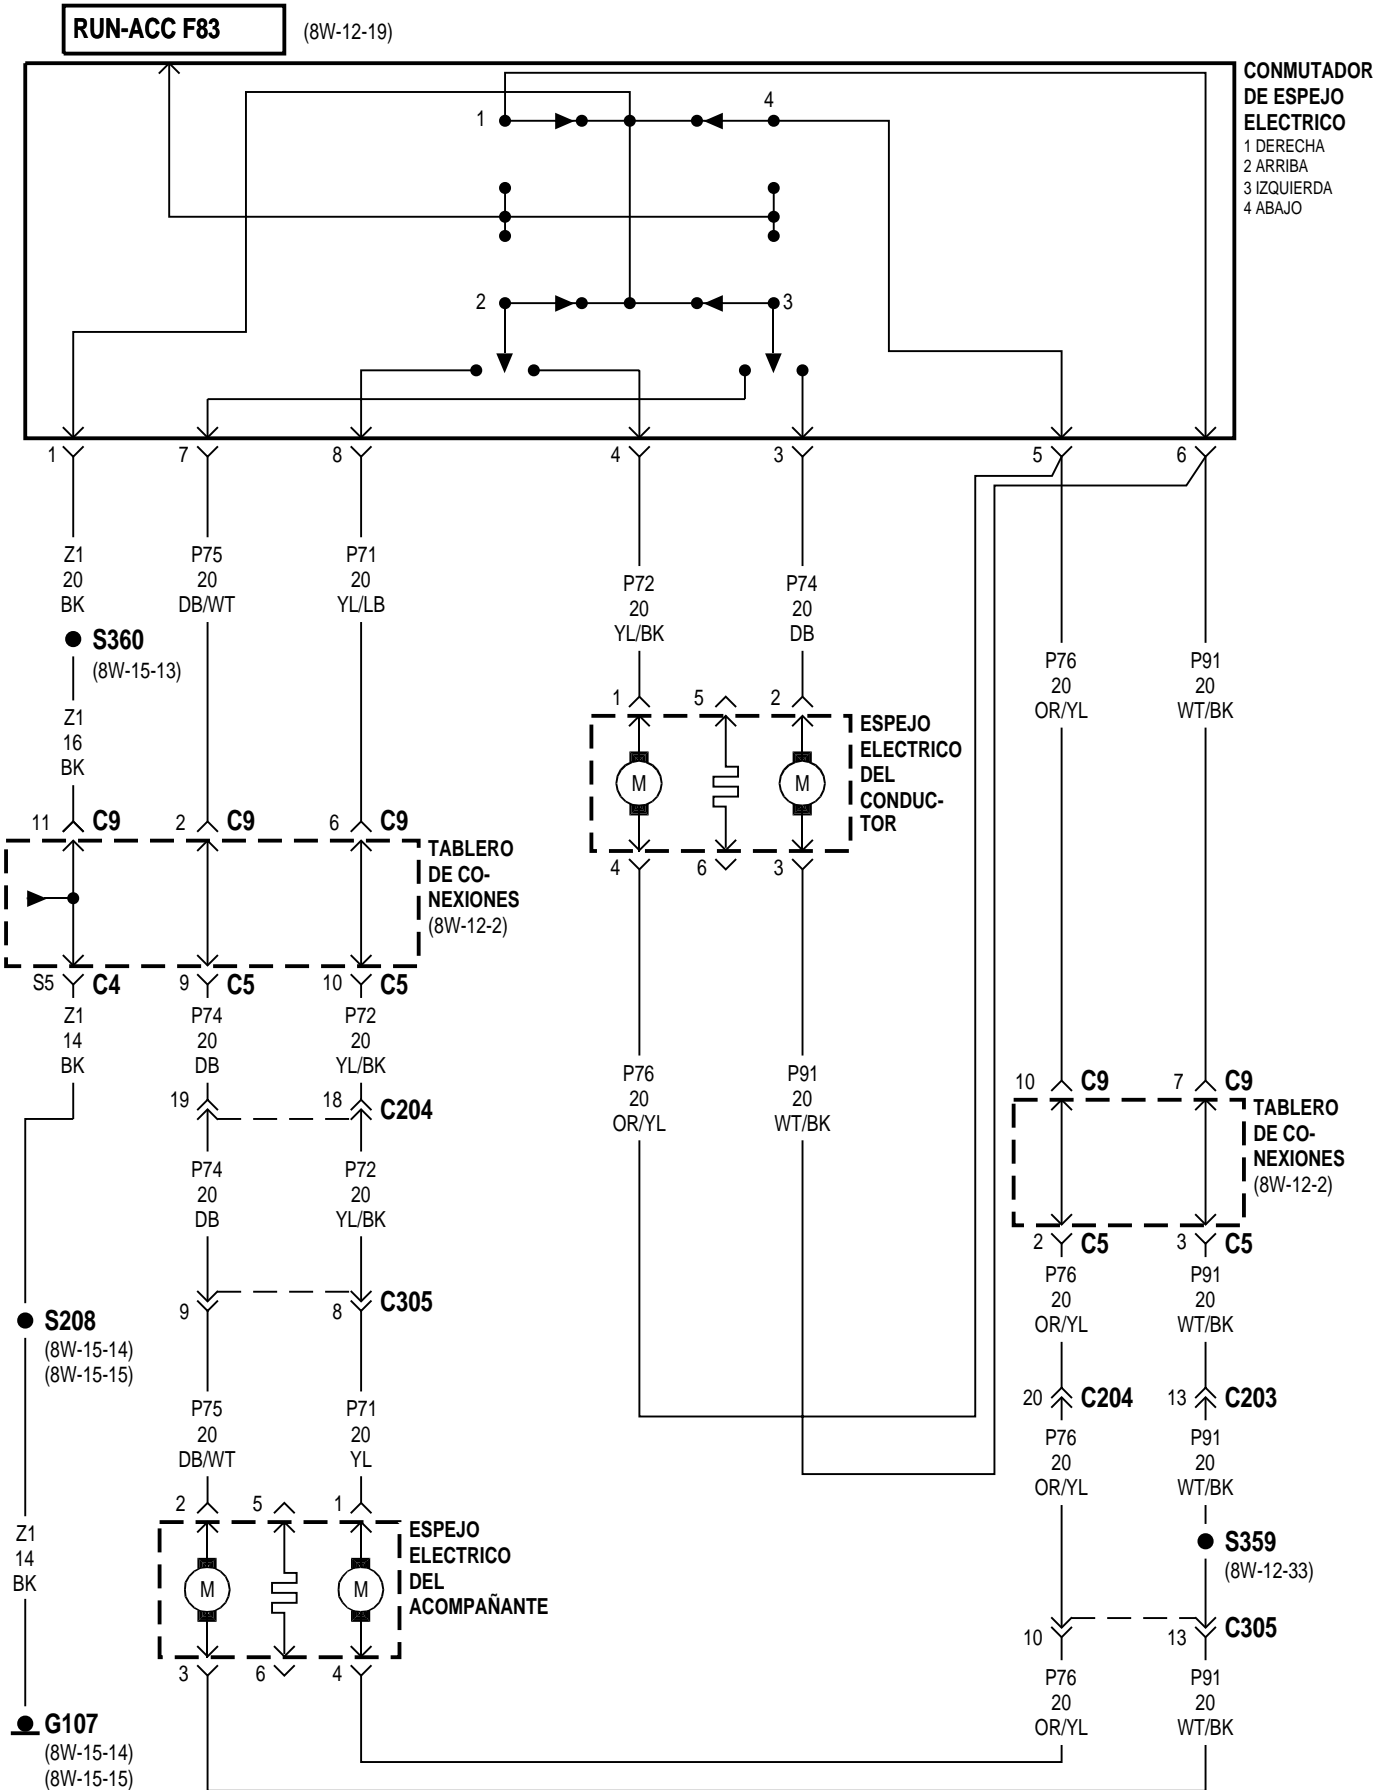 RUN-ACC F83
(8W-12-19)
CONMUTADOR
DE ESPEJO
ELECTRICO
1 DERECHA
2 ARRIBA
3 IZQUIERDA
4 ABAJO
1
4
2
3
1
7
8
4
3
5
6
Z1
20
BK
P75
20
DB/WT
P71
20
YL/LB
P72
20
YL/BK
P74
20
DB
P76
20
OR/YL
P91
20
WT/BK
S360
(8W-15-13)
Z1
16
BK
1
5
2
ESPEJO
ELECTRICO
DEL
CONDUC-
TOR
M
M
4
6
3
11 C9
2 C9
6 C9
TABLERO
DE CO-
NEXIONES
(8W-12-2)
S5 C4
9 C5
10 C5
Z1
14
BK
P74
20
DB
P72
20
YL/BK
P76
20
OR/YL
P91
20
WT/BK
10 C9
7 C9
TABLERO
DE CO-
NEXIONES
(8W-12-2)
2 C5
3 C5
19
18 C204
P74
20
DB
P72
20
YL/BK
P76
20
OR/YL
P91
20
WT/BK
9
8 C305
S208
(8W-15-14)
(8W-15-15)
20 C204
13 C203
P75
20
DB/WT
P71
20
YL
P76
20
OR/YL
P91
20
WT/BK
2
5
1
ESPEJO
ELECTRICO
DEL
ACOMPAÑANTE
M
M
3
6
4
Z1
14
BK
S359
(8W-12-33)
10
13 C305
P76
20
OR/YL
P91
20
WT/BK
G107
(8W-15-14)
(8W-15-15)